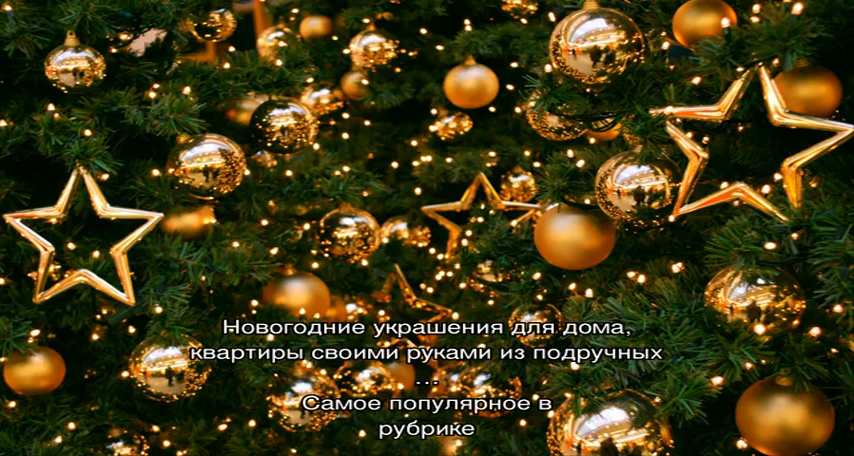 Новогодние украшения для дома,
квартиры своими руками из подручных
...
Самое популярное в
рубрике